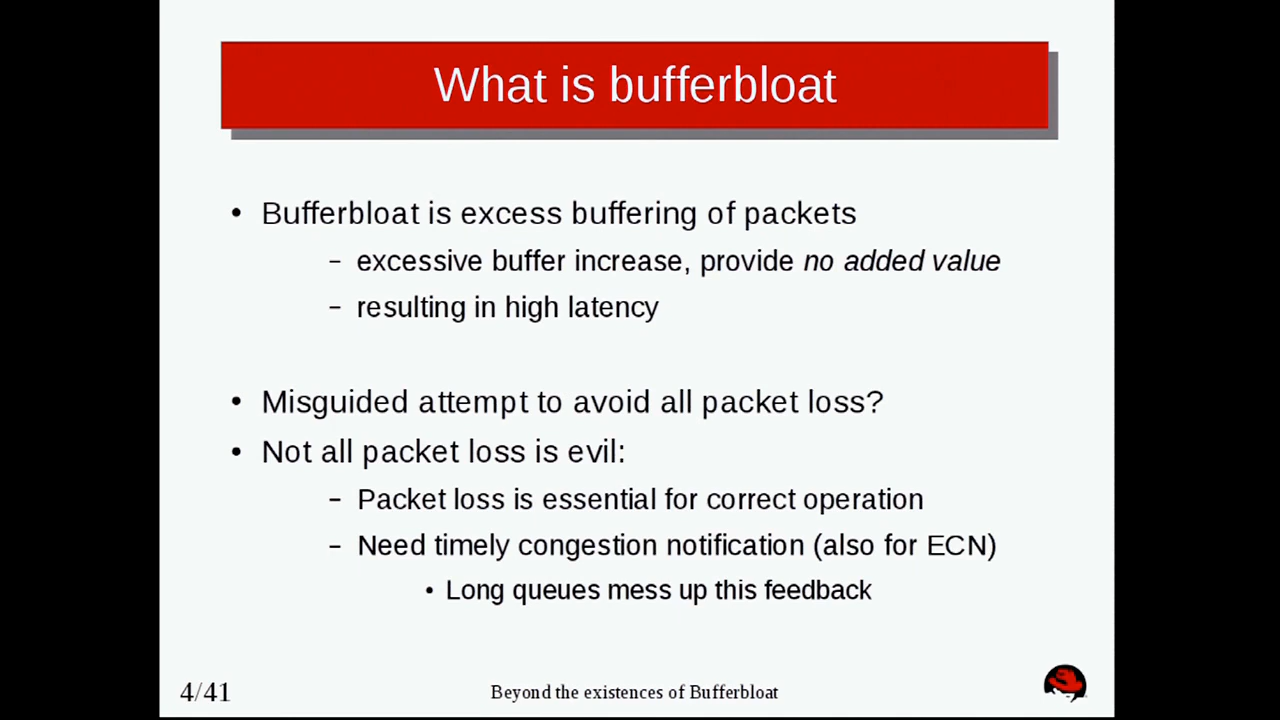 What is bufferbloat
• Bufferbloat is excess buffering of packets
– excessive buffer increase, provide no added value
– resulting in high latency
• Misguided attempt to avoid all packet loss?
• Not all packet loss is evil:
– Packet loss is essential for correct operation
– Need timely congestion notification (also for ECN)
• Long queues mess up this feedback
4/41
Beyond the existences of Bufferbloat